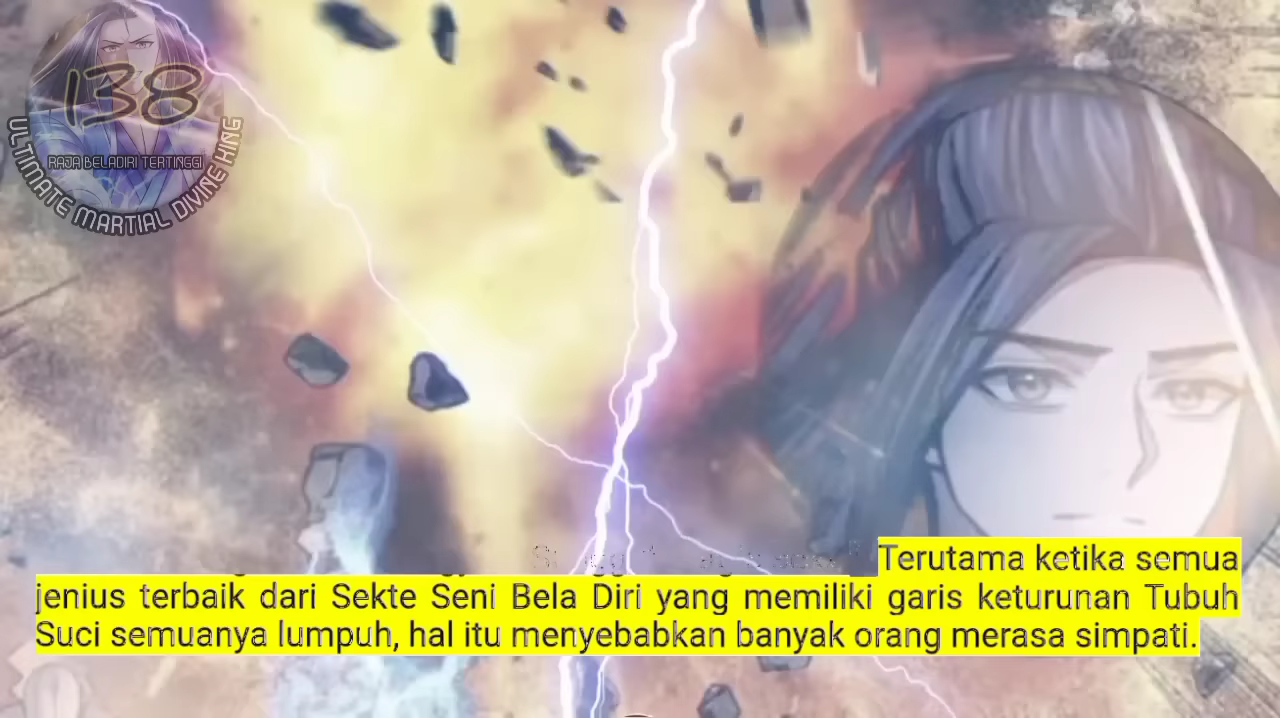 138
RAJA BELADIRI TERTINGGI
ULTIMATE MARTIAL DIVINE KING
Terutama ketika semua
jenius terbaik dari Sekte Seni Bela Diri yang memiliki garis keturunan Tubuh
Suci semuanya lumpuh, hal itu menyebabkan banyak orang merasa simpati.